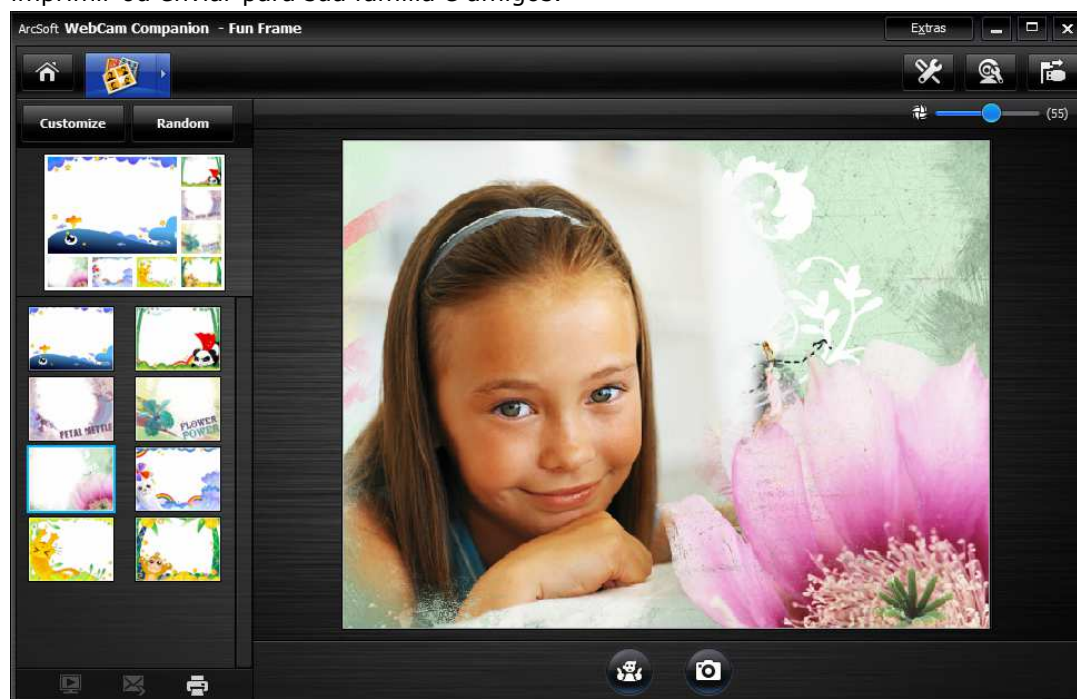 imprimir ou enviar para sua família e amigos.
ArcSoft WebCam Companion - Fun Frame
Extras
Customize
Random
(55)
PETAL METTLE
FLOWER
POWER